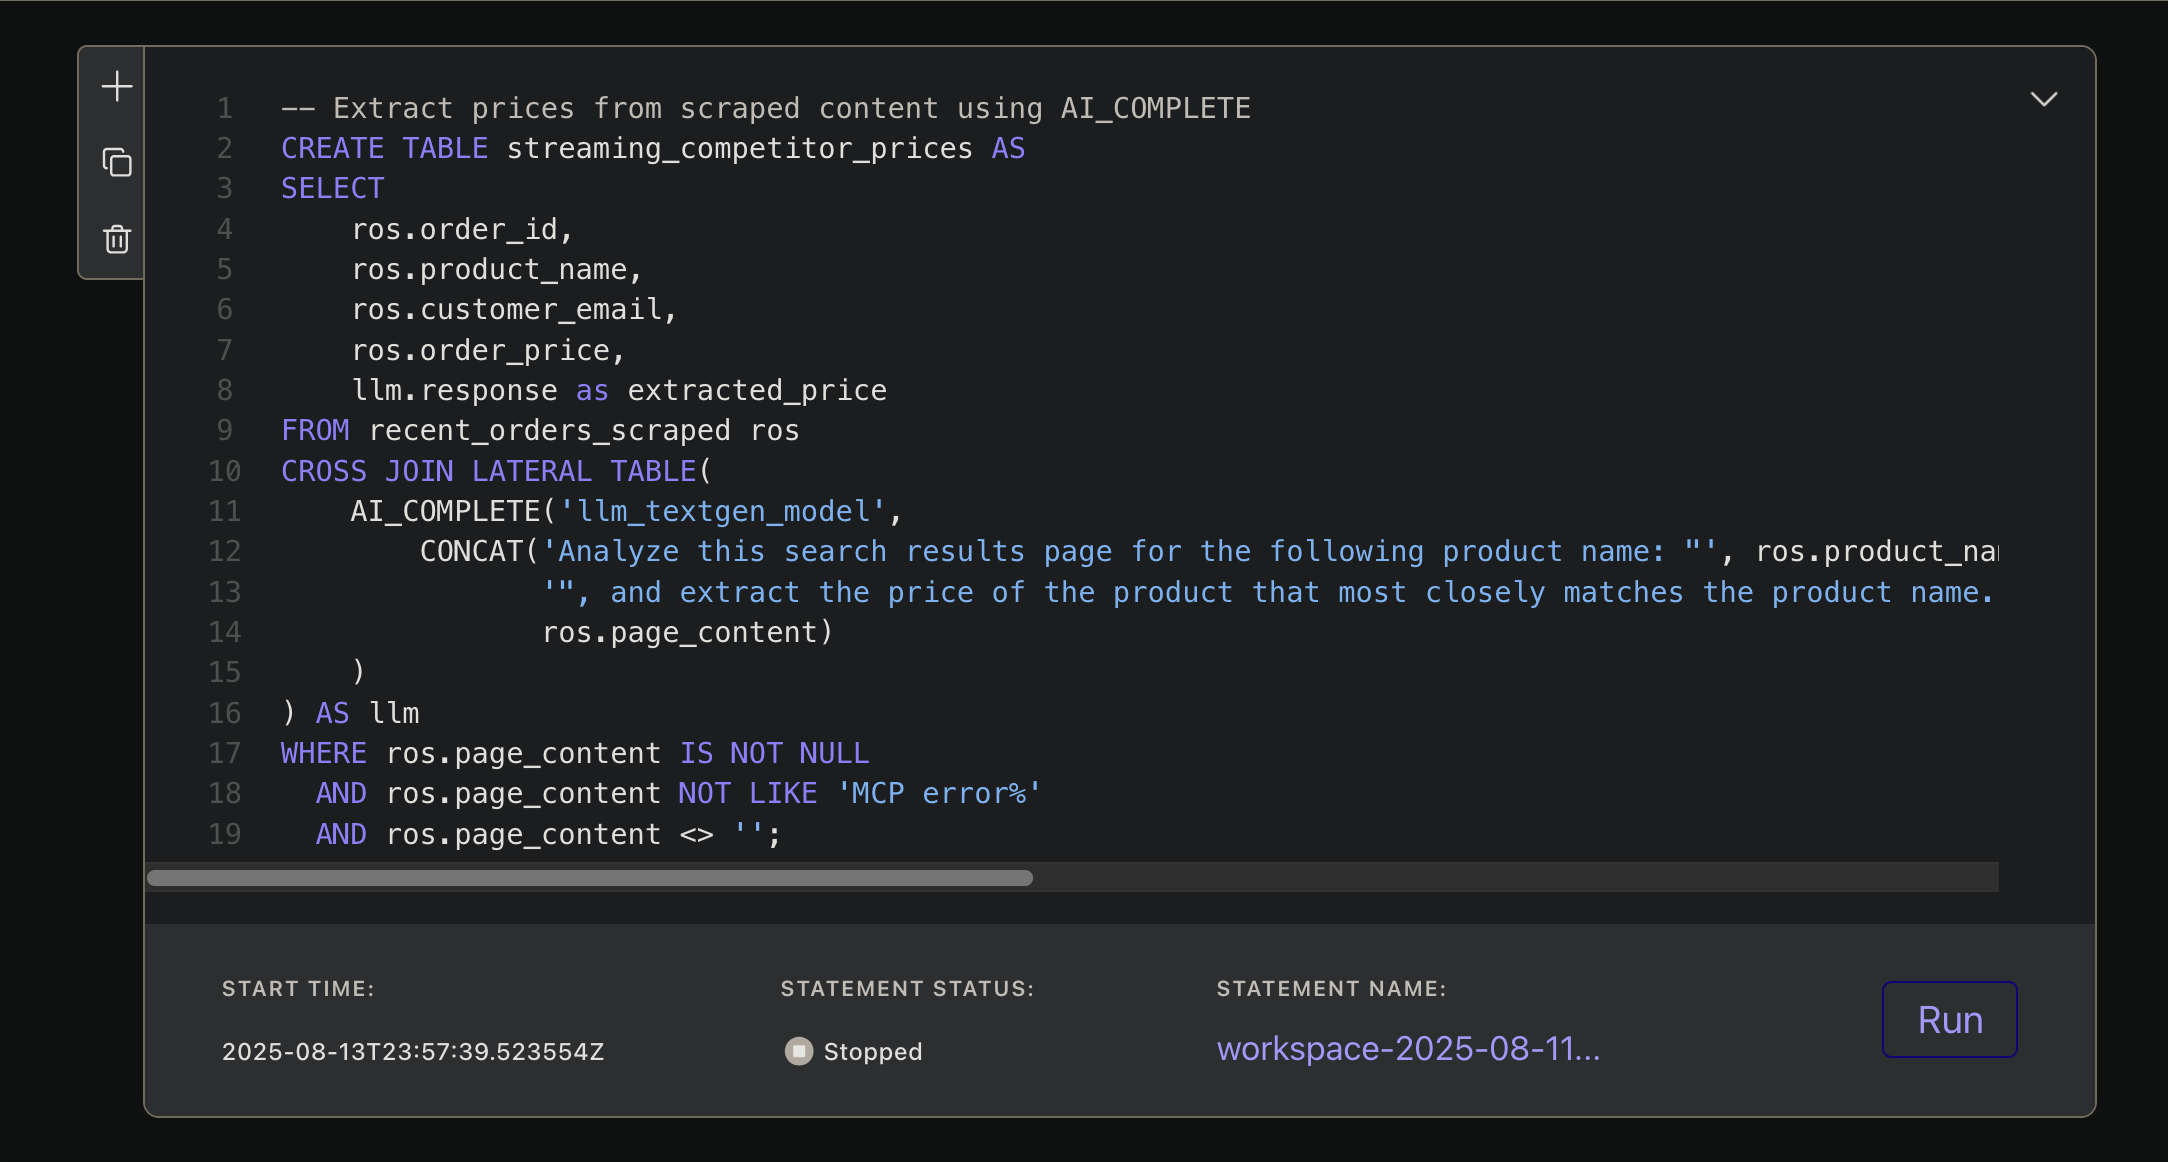 1 -- Extract prices from scraped content using AI_COMPLETE
2 CREATE TABLE streaming_competitor_prices AS
3 SELECT
4     ros.order_id,
5     ros.product_name,
6     ros.customer_email,
7     ros.order_price,
8     llm.response as extracted_price
9 FROM recent_orders_scraped ros
10 CROSS JOIN LATERAL TABLE(
11     AI_COMPLETE('llm_textgen_model',
12         CONCAT('Analyze this search results page for the following product name: "',
13                '", and extract the price of the product that most closely matches the product name.
14                ros.page_content)
15     )
16 ) AS llm
17 WHERE ros.page_content IS NOT NULL
18   AND ros.page_content NOT LIKE 'MCP error%'
19   AND ros.page_content <> '';
START TIME: STATEMENT STATUS: STATEMENT NAME:
2025-08-13T23:57:39.523554Z Stopped workspace-2025-08-11... Run